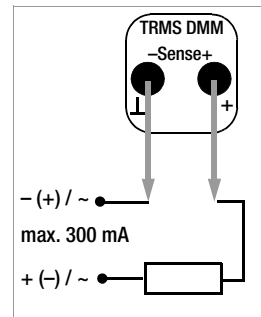 TRMS DMM
–Sense+
⊥ +
– (+) / ~
max. 300 mA
+ (–) / ~